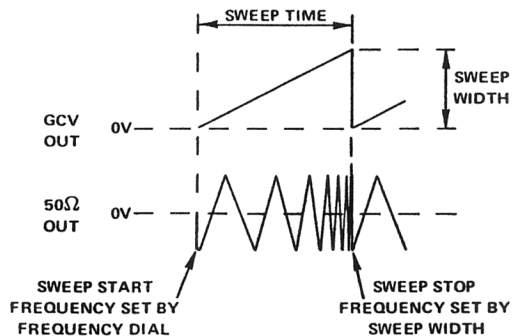 SWEEP TIME
SWEEP
WIDTH
GCV
OUT
0V
50Ω
OUT
0V
SWEEP START
FREQUENCY SET BY
FREQUENCY DIAL
SWEEP STOP
FREQUENCY SET BY
SWEEP WIDTH